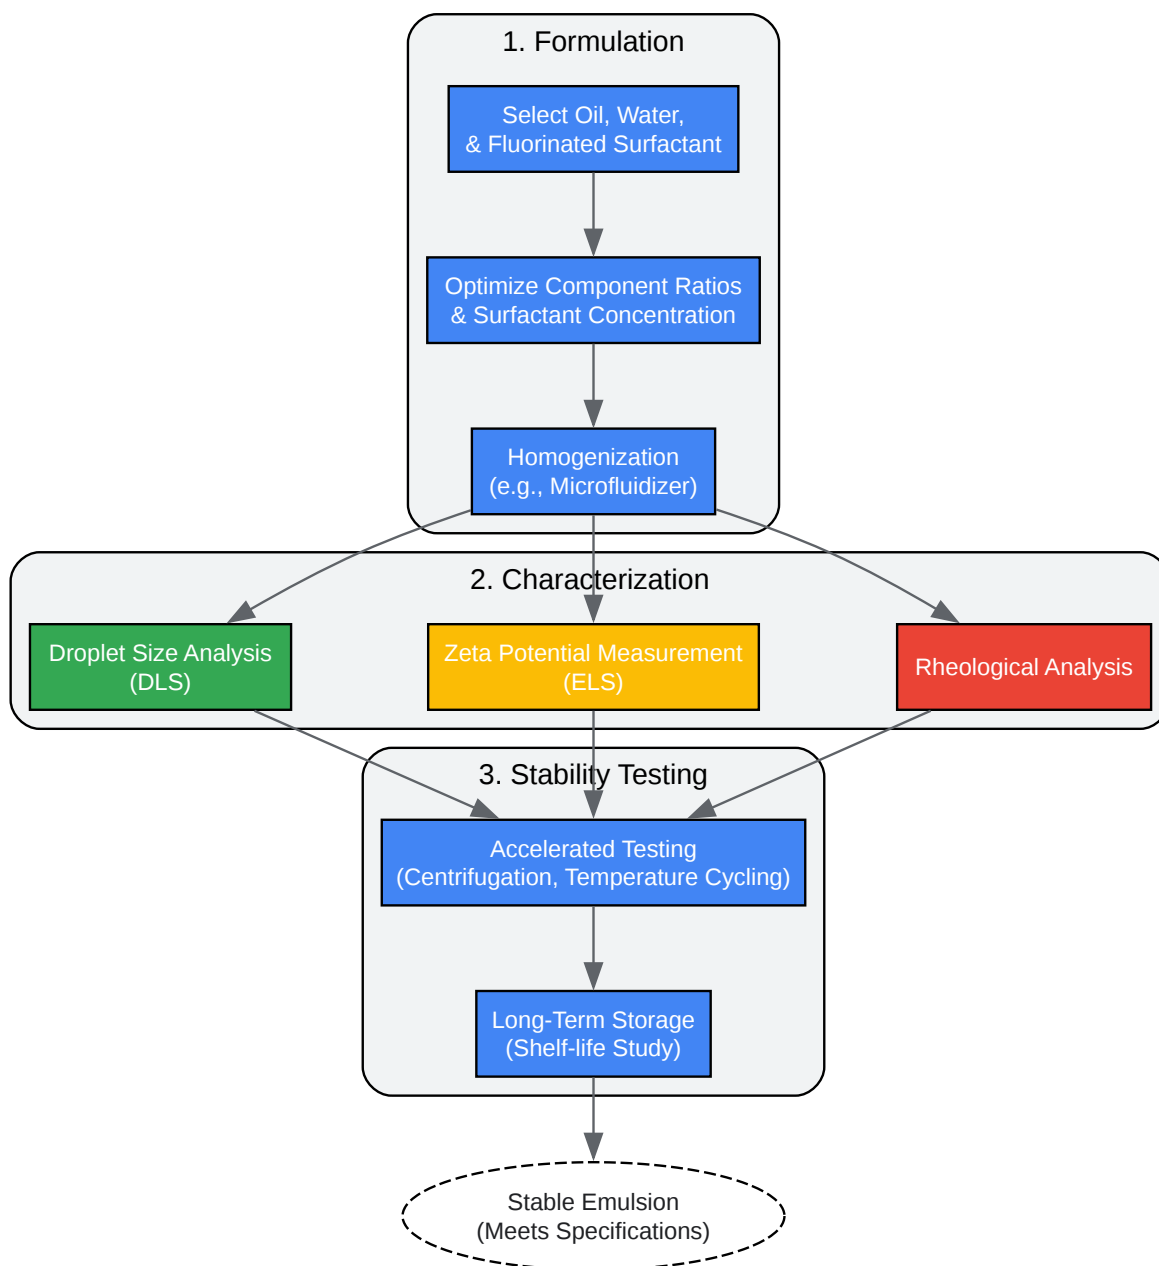 1. Formulation
Select Oil, Water,
& Fluorinated Surfactant
Optimize Component Ratios
& Surfactant Concentration
Homogenization
(e.g., Microfluidizer)
2. Characterization
Droplet Size Analysis
(DLS)
Zeta Potential Measurement
(ELS)
Rheological Analysis
3. Stability Testing
Accelerated Testing
(Centrifugation, Temperature Cycling)
Long-Term Storage
(Shelf-life Study)
Stable Emulsion
(Meets Specifications)